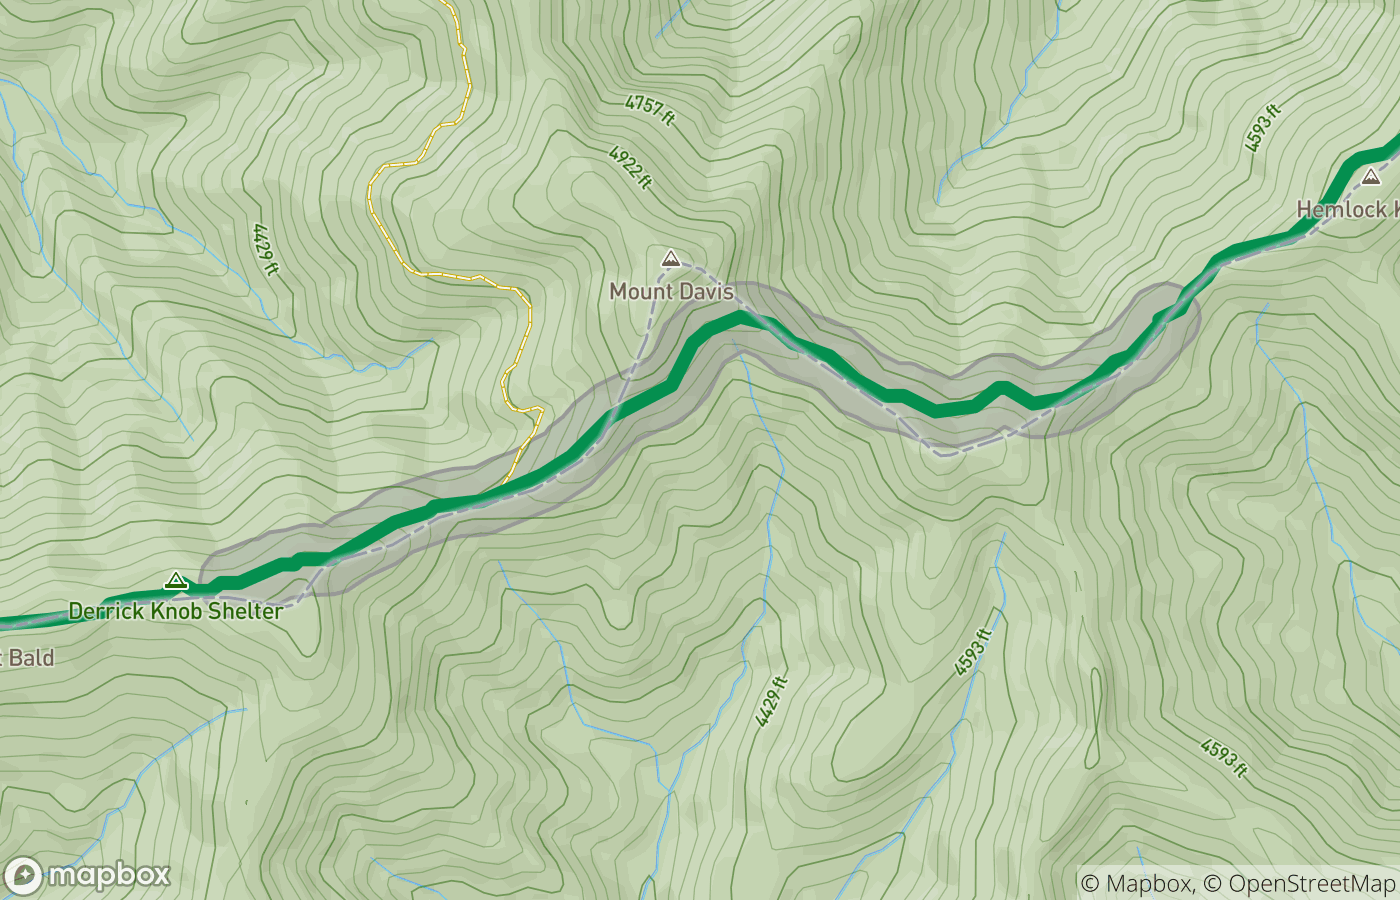 4757 ft
4593 ft
4922 ft
Hemlock K
4429 ft
Mount Davis
Derrick Knob Shelter
t Bald
4593 ft
4429 ft
4593 ft
mapbox
© Mapbox, © OpenStreetMap